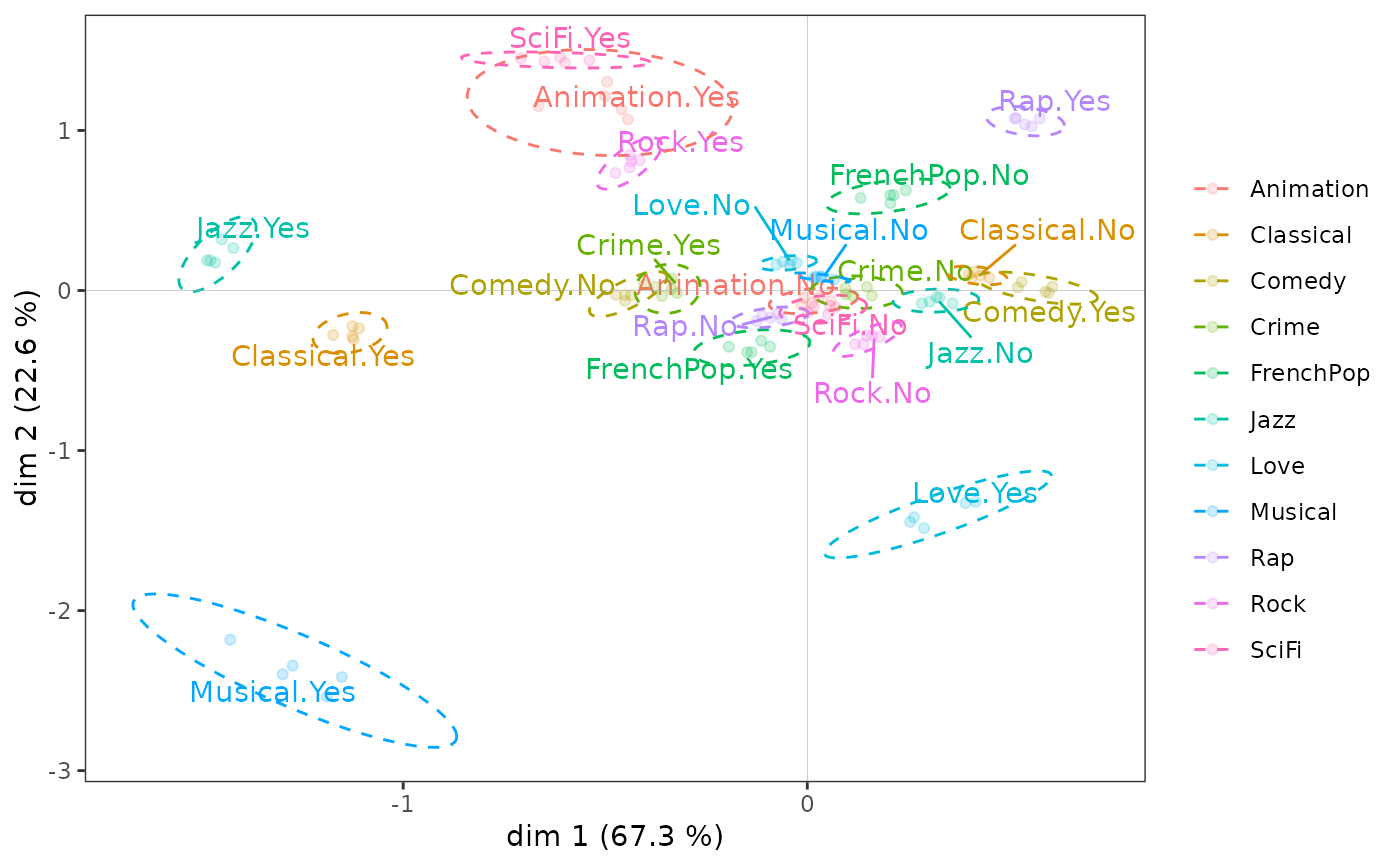 SciFi.Yes
Animation.Yes
Rap.Yes
Rock.Yes
FrenchPop.No
Love.No
Jazz.Yes
Musical.No
Classical.No
Crime.Yes
Crime.No
Comedy.No
Animation.No
Comedy.Yes
Rap.No
SciFi.No
Jazz.No
Classical.Yes
FrenchPop.Yes
Rock.No
Love.Yes
Musical.Yes
1
0
-1
-2
-3
-1
0
dim 1 (67.3 %)
dim 2 (22.6 %)
Animation
Classical
Comedy
Crime
FrenchPop
Jazz
Love
Musical
Rap
Rock
SciFi